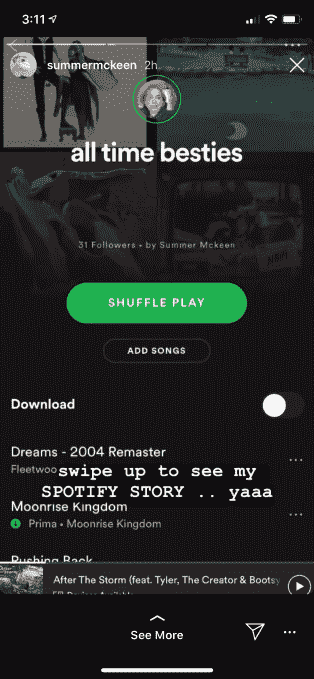 3:11
summermckeen 2h
all time besties
31 Followers • by Summer Mckeen
SHUFFLE PLAY
ADD SONGS
Download
Dreams - 2004 Remaster
Fleetwoo
swipe up to see my
SPOTIFY STORY .. yaaa
Moonrise Kingdom
Prima • Moonrise Kingdom
Rushing Back
After The Storm (feat. Tyler, The Creator & Bootsy
Devices Available
See More